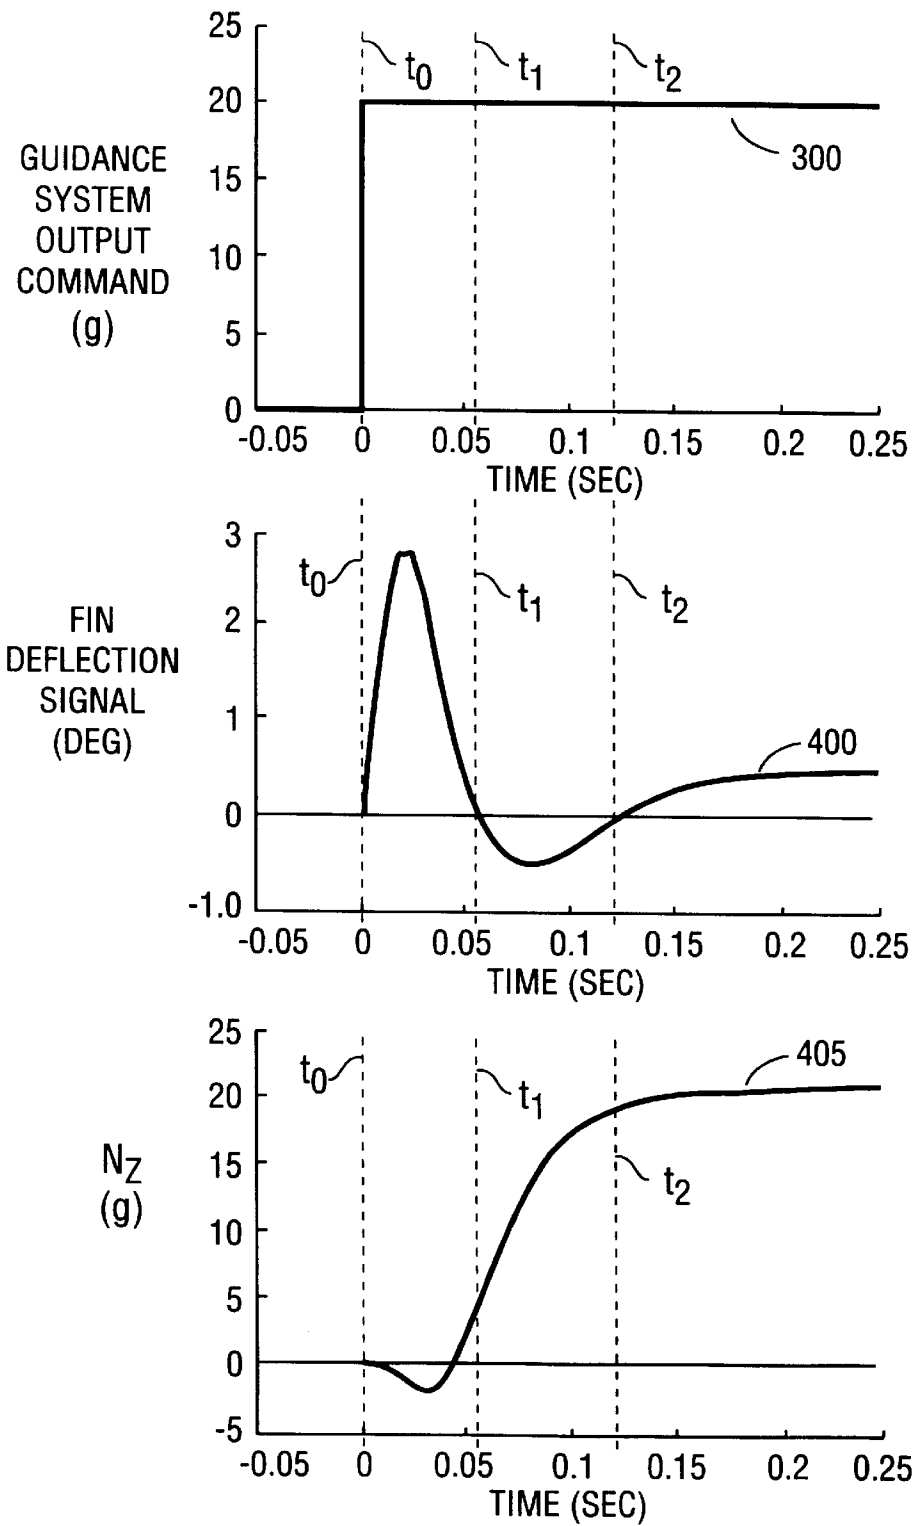 25
20
15
10
5
0
GUIDANCE
SYSTEM
OUTPUT
COMMAND
(g)
t0
t1
t2
300
-0.05 0 0.05 0.1 0.15 0.2 0.25
TIME (SEC)
3
2
1
0
-1.0
FIN
DEFLECTION
SIGNAL
(DEG)
t0
t1
t2
400
-0.05 0 0.05 0.1 0.15 0.2 0.25
TIME (SEC)
25
20
15
10
5
0
-5
NZ
(g)
t0
t1
t2
405
-0.05 0 0.05 0.1 0.15 0.2 0.25
TIME (SEC)